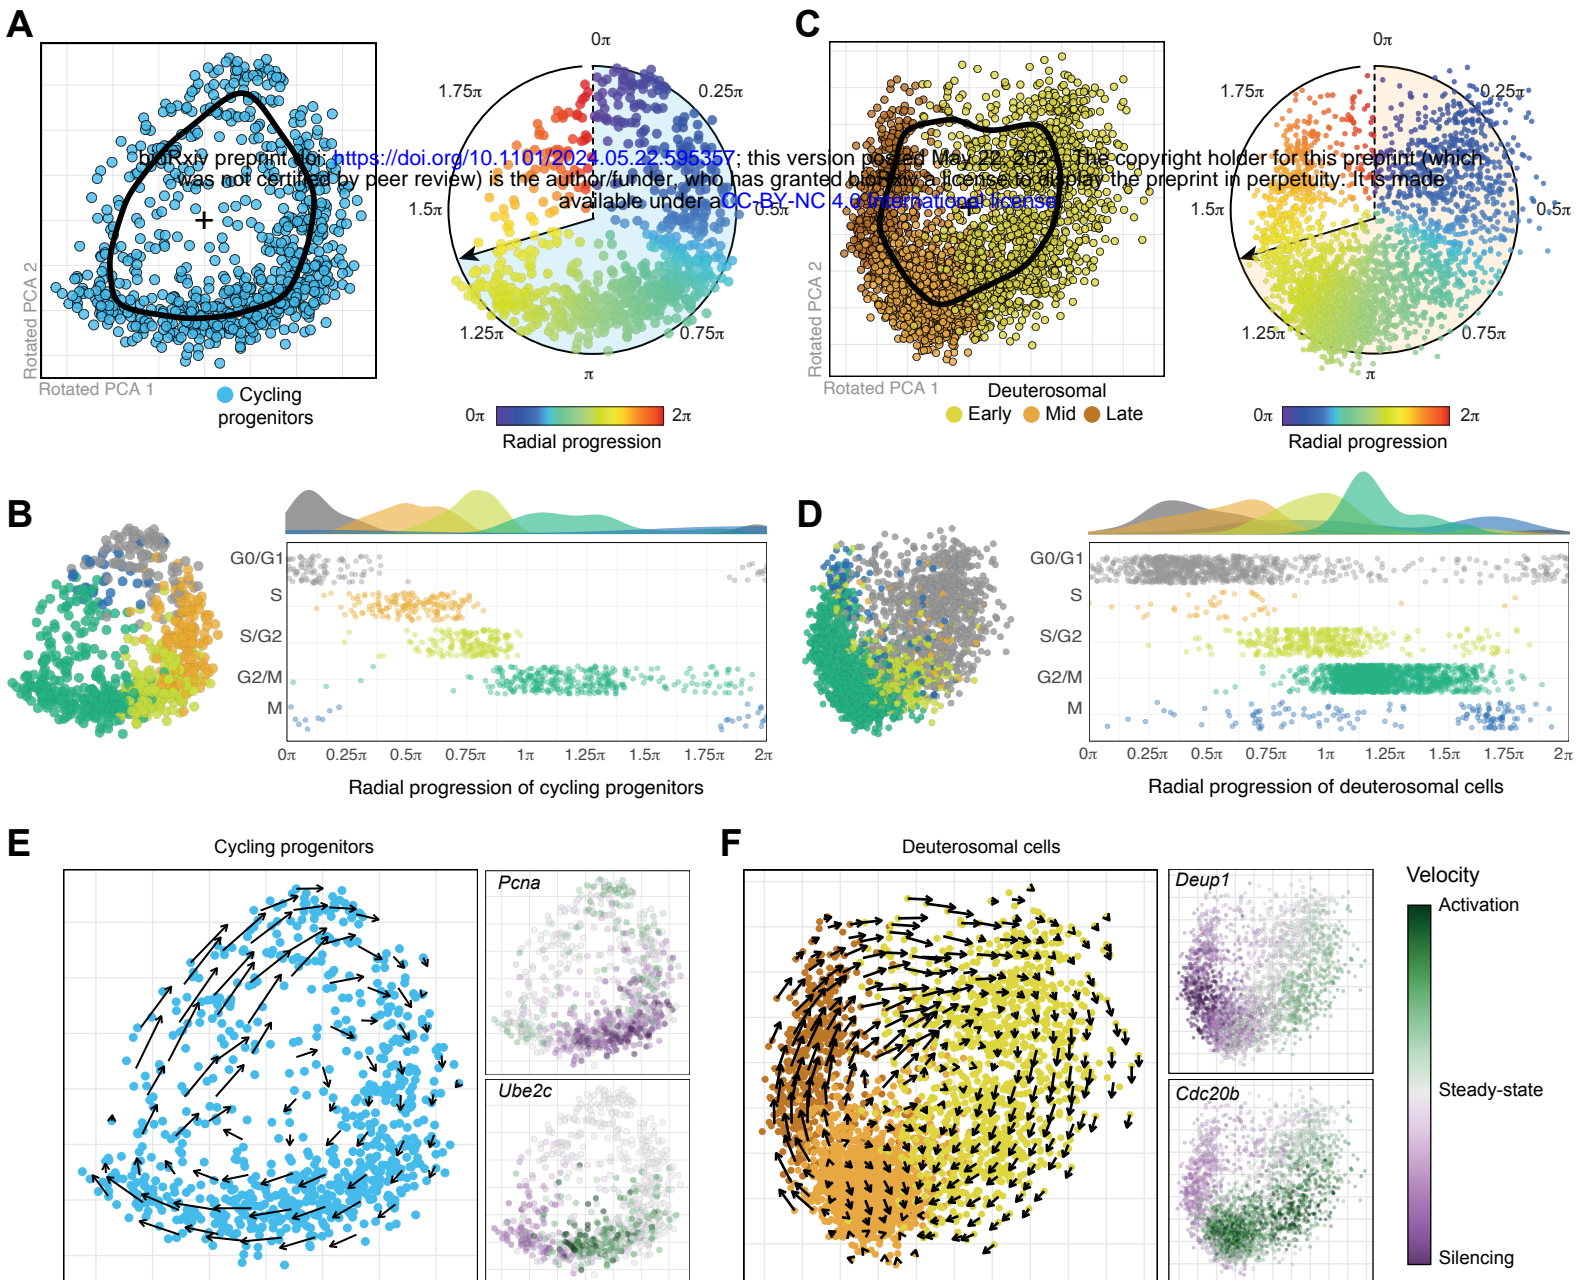 A
C
0π
0π
1.75π
0.25π
1.75π
0.25π
bioRxiv preprint doi: https://doi.org/10.1101/2024.05.22.595357; this version posted May 22, 2024. The copyright holder for this preprint (which
was not certified by peer review) is the author/funder, who has granted bioRxiv a license to display the preprint in perpetuity. It is made
available under aCC-BY-NC 4.0 International license.
1.5π
0.5π
1.5π
0.5π
1.25π
0.75π
1.25π
0.75π
π
π
Rotated PCA 2
Rotated PCA 1
Rotated PCA 2
Rotated PCA 1
Cycling
progenitors
0π
2π
Radial progression
Deuterosomal
Early
Mid
Late
0π
2π
Radial progression
B
G0/G1
S
S/G2
G2/M
M
0π
0.25π
0.5π
0.75π
1π
1.25π
1.5π
1.75π
2π
Radial progression of cycling progenitors
D
G0/G1
S
S/G2
G2/M
M
0π
0.25π
0.5π
0.75π
1π
1.25π
1.5π
1.75π
2π
Radial progression of deuterosomal cells
E
Cycling progenitors
Pcna
Ube2c
F
Deuterosomal cells
Deup1
Cdc20b
Velocity
Activation
Steady-state
Silencing